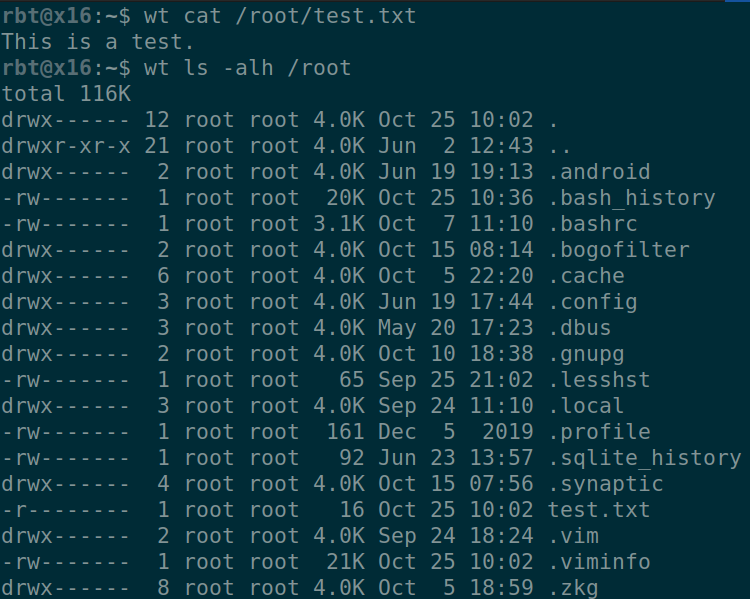 rbt@x16:~$ wt cat /root/test.txt
This is a test.
rbt@x16:~$ wt ls -alh /root
total 116K
drwx------ 12 root root 4.0K Oct 25 10:02 .
drwxr-xr-x 21 root root 4.0K Jun  2 12:43 ..
drwx------  2 root root 4.0K Jun 19 19:13 .android
-rw-------  1 root root  20K Oct 25 10:36 .bash_history
-rw-------  1 root root 3.1K Oct  7 11:10 .bashrc
drwx------  2 root root 4.0K Oct 15 08:14 .bogofilter
drwx------  6 root root 4.0K Oct  5 22:20 .cache
drwx------  3 root root 4.0K Jun 19 17:44 .config
drwx------  3 root root 4.0K May 20 17:23 .dbus
drwx------  2 root root 4.0K Oct 10 18:38 .gnupg
-rw-------  1 root root   65 Sep 25 21:02 .lesshst
drwx------  3 root root 4.0K Sep 24 11:10 .local
-rw-------  1 root root  161 Dec  5  2019 .profile
-rw-------  1 root root   92 Jun 23 13:57 .sqlite_history
drwx------  4 root root 4.0K Oct 15 07:56 .synaptic
-r--------  1 root root   16 Oct 25 10:02 test.txt
drwx------  2 root root 4.0K Sep 24 18:24 .vim
-rw-------  1 root root  21K Oct 25 10:02 .viminfo
drwx------  8 root root 4.0K Oct  5 18:59 .zkg